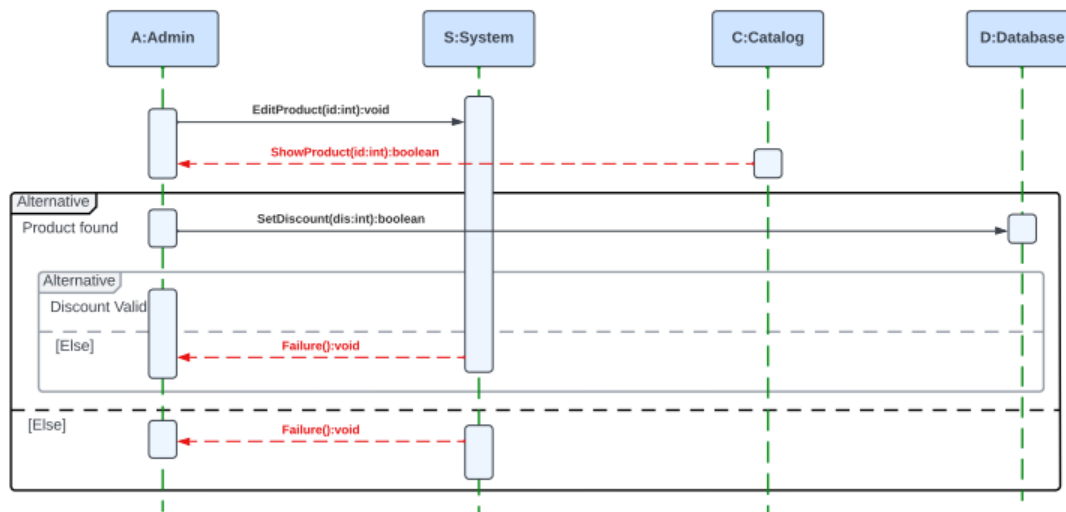 A:Admin
S:System
C:Catalog
D:Database
EditProduct(id:int):void
ShowProduct(id:int):boolean
Alternative
Product found
SetDiscount(dis:int):boolean
Alternative
Discount Valid
[Else]
Failure():void
[Else]
Failure():void